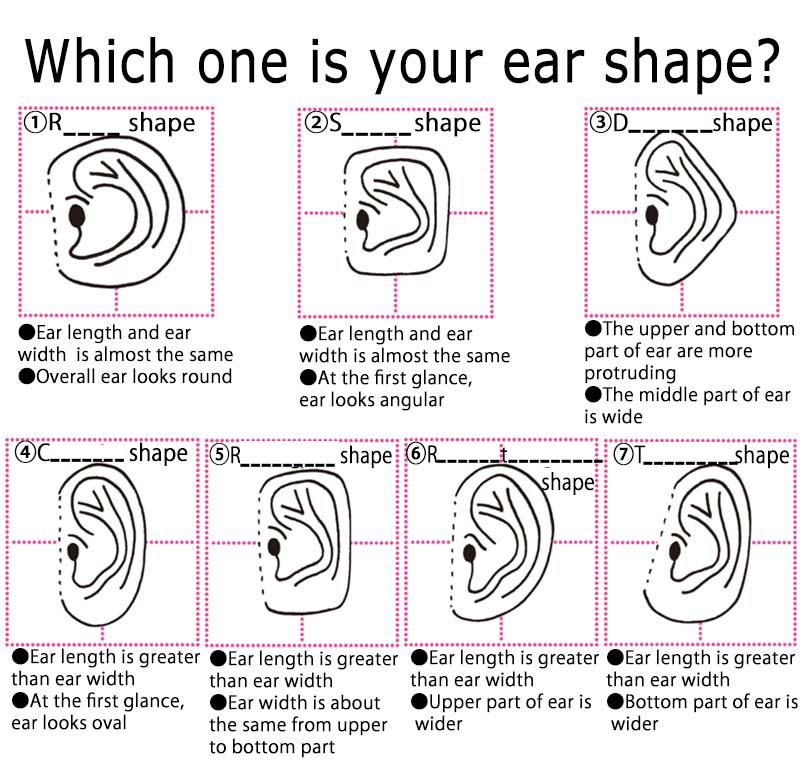 Which one is your ear shape?
①R____ shape
②S_____shape
③D_______shape
●Ear length and ear
width is almost the same
●Overall ear looks round
●Ear length and ear
width is almost the same
●At the first glance,
ear looks angular
●The upper and bottom
part of ear are more
protruding
●The middle part of ear
is wide
④C_______ shape
⑤R_________ shape
⑥R______t_________
shape
⑦T_________shape
●Ear length is greater
than ear width
●At the first glance,
ear looks oval
●Ear length is greater
than ear width
●Ear width is about
the same from upper
to bottom part
●Ear length is greater
than ear width
●Upper part of ear is
wider
●Ear length is greater
than ear width
●Bottom part of ear is
wider